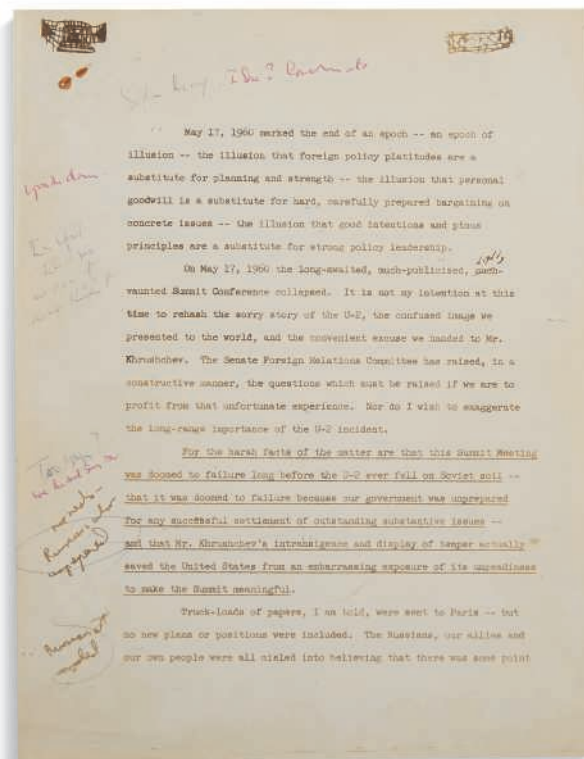 May 17, 1960 marked the end of an epoch -- an epoch of
illusion -- the illusion that foreign policy platitudes are a
substitute for planning and strength -- the illusion that personal
goodwill is a substitute for hard, carefully prepared bargaining on
concrete issues -- the illusion that good intentions and pious
principles are a substitute for strong policy leadership.
On May 17, 1960 the long-awaited, much-publicized, much-
vaunted Summit Conference collapsed. It is not my intention at this
time to rehash the sorry story of the U-2, the confused image we
presented to the world, and the convenient excuse we handed to Mr.
Khrushchev. The Senate Foreign Relations Committee has raised, in a
constructive manner, the questions which must be raised if we are to
profit from that unfortunate experience. Nor do I wish to exaggerate
the long-range importance of the U-2 incident.
For the harsh facts of the matter are that this Summit Meeting
was doomed to failure long before the U-2 ever fell on Soviet soil --
that it was doomed to failure because our government was unprepared
for any successful settlement of outstanding substantive issues --
and that Mr. Khrushchev's intransigence and display of temper actually
saved the United States from an embarrassing exposure of its
to make the Summit meaningful.
Truck-loads of papers, I am told, were sent to Paris -- but
no new plans or positions were included. The Russians, our allies and
our own people were all misled into believing that there was some point